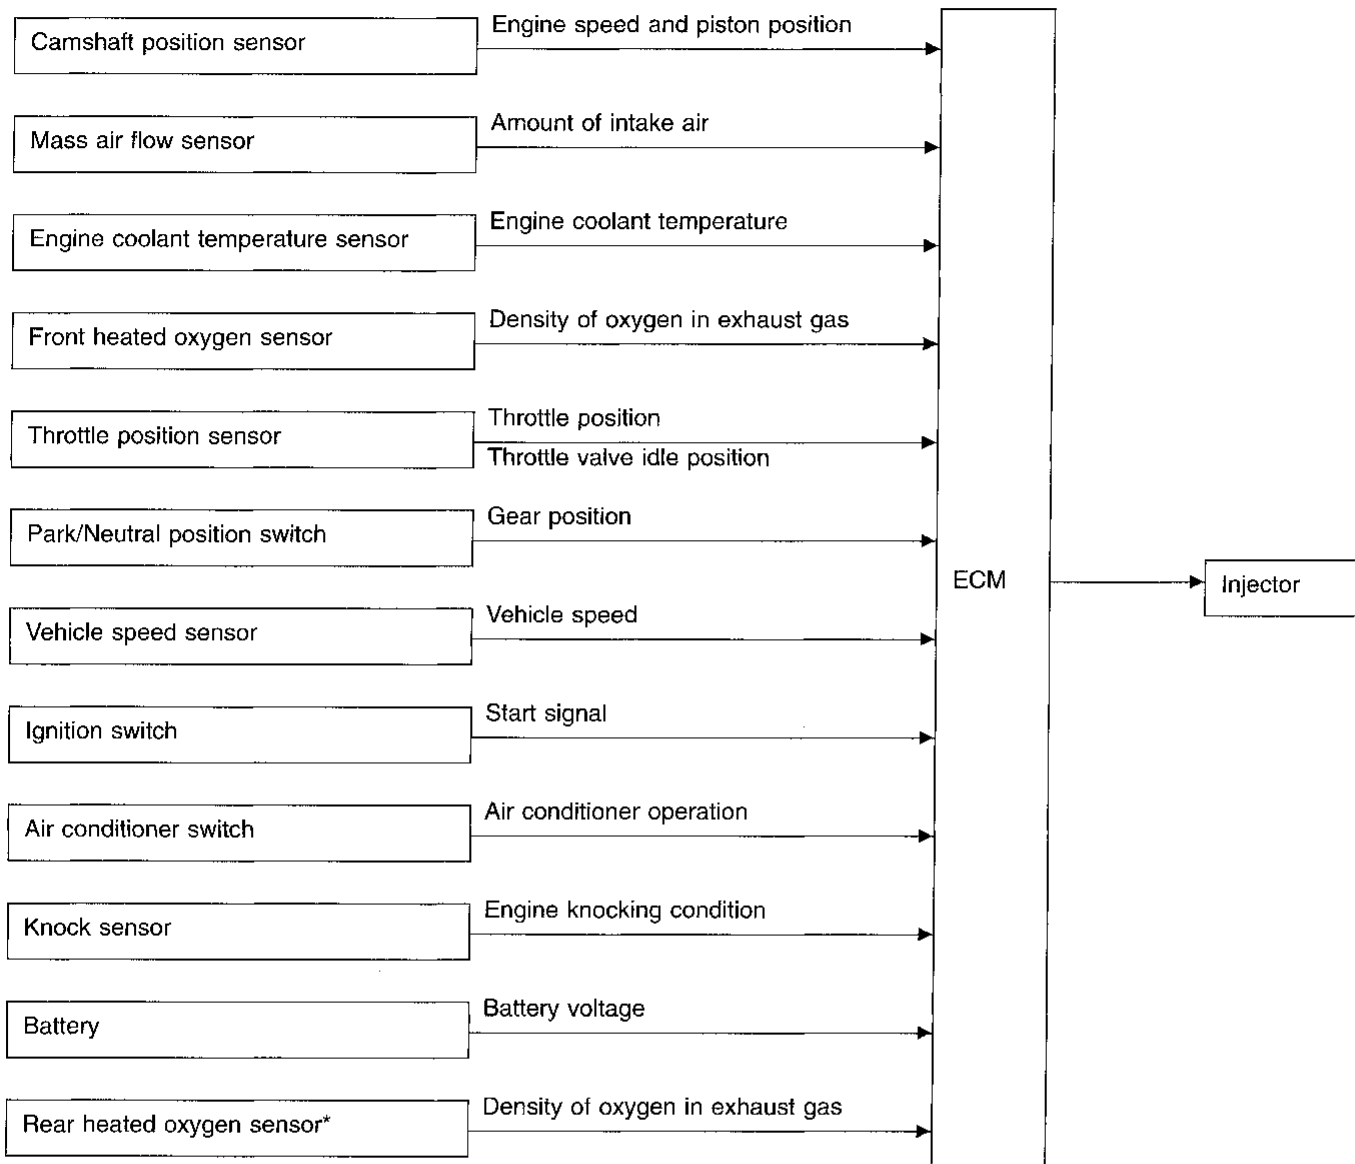 Camshaft position sensor
Engine speed and piston position
Mass air flow sensor
Amount of intake air
Engine coolant temperature sensor
Engine coolant temperature
Front heated oxygen sensor
Density of oxygen in exhaust gas
Throttle position sensor
Throttle position
Throttle valve idle position
Park/Neutral position switch
Gear position
ECM
Injector
Vehicle speed sensor
Vehicle speed
Ignition switch
Start signal
Air conditioner switch
Air conditioner operation
Knock sensor
Engine knocking condition
Battery
Battery voltage
Rear heated oxygen sensor*
Density of oxygen in exhaust gas